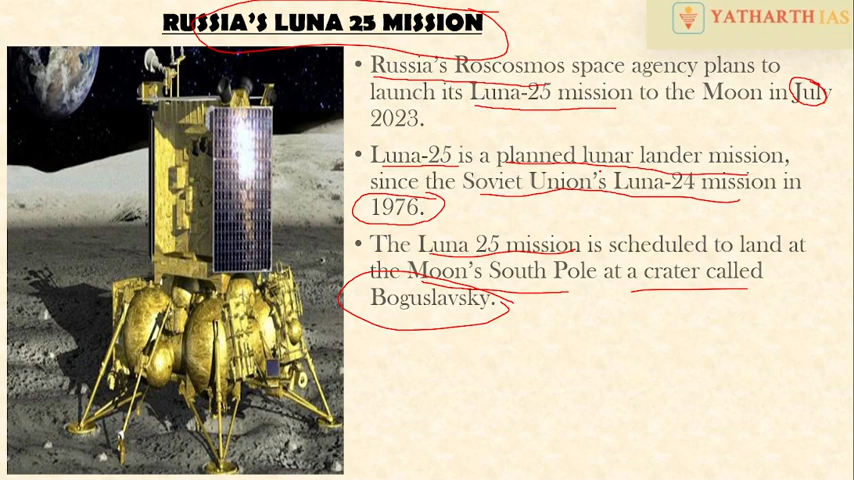 RUSSIA'S LUNA 25 MISSION
YATHARTH IAS
• Russia's Roscosmos space agency plans to
launch its Luna-25 mission to the Moon in July
2023.
• Luna-25 is a planned lunar lander mission,
since the Soviet Union's Luna-24 mission in
1976.
• The Luna 25 mission is scheduled to land at
the Moon's South Pole at a crater called
Boguslavsky.